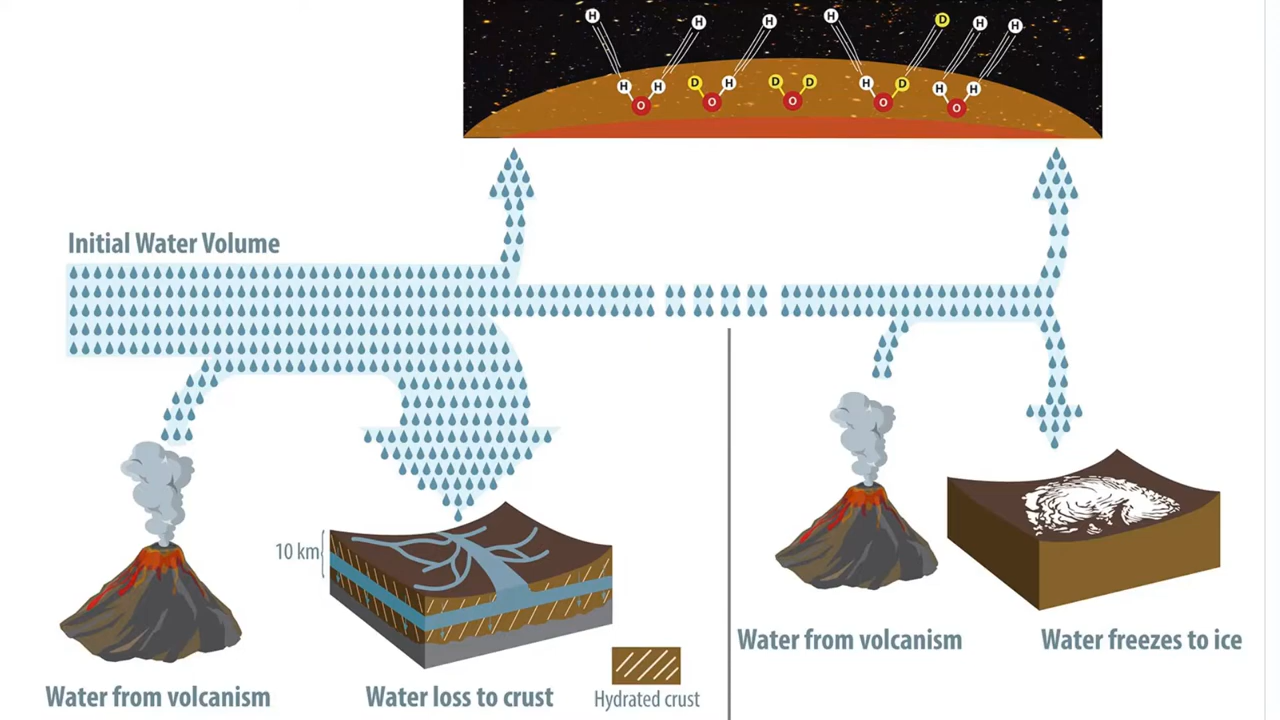 H H H H D H H
H H D H D D H D H H
O O O O O
Initial Water Volume
10 km
Water from volcanism
Water loss to crust
Hydrated crust
Water from volcanism
Water freezes to ice